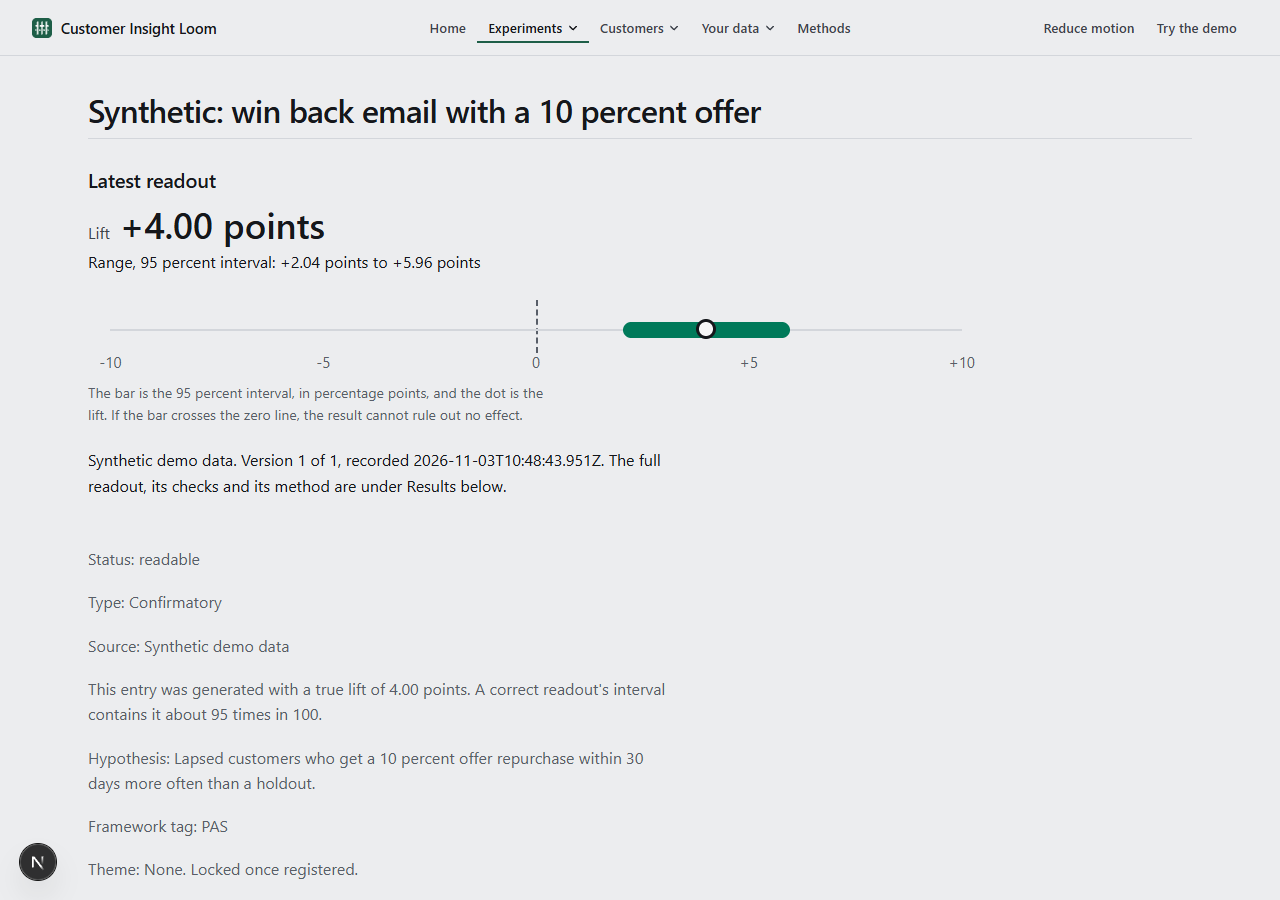 Customer Insight Loom
Home
Experiments
Customers
Your data
Methods
Reduce motion
Try the demo
Synthetic: win back email with a 10 percent offer
Latest readout
Lift +4.00 points
Range, 95 percent interval: +2.04 points to +5.96 points
-10
-5
0
+5
+10
The bar is the 95 percent interval, in percentage points, and the dot is the
lift. If the bar crosses the zero line, the result cannot rule out no effect.
Synthetic demo data. Version 1 of 1, recorded 2026-11-03T10:48:43.951Z. The full
readout, its checks and its method are under Results below.
Status: readable
Type: Confirmatory
Source: Synthetic demo data
This entry was generated with a true lift of 4.00 points. A correct readout's interval
contains it about 95 times in 100.
Hypothesis: Lapsed customers who get a 10 percent offer repurchase within 30
days more often than a holdout.
Framework tag: PAS
N
Theme: None. Locked once registered.